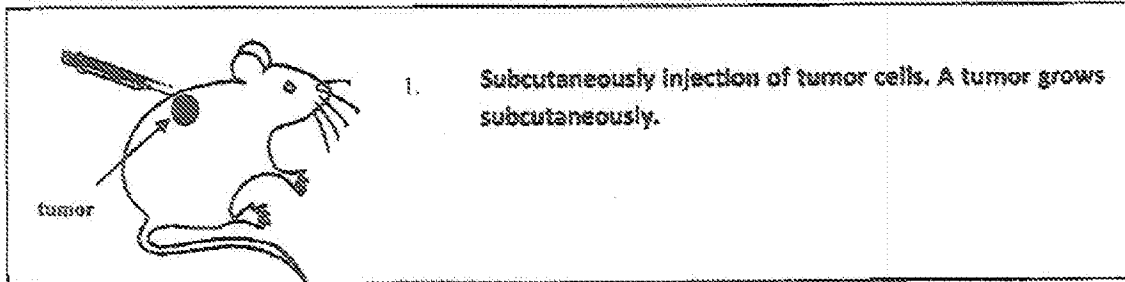 1. Subcutaneously injection of tumor cells. A tumor grows
subcutaneously.
tumor